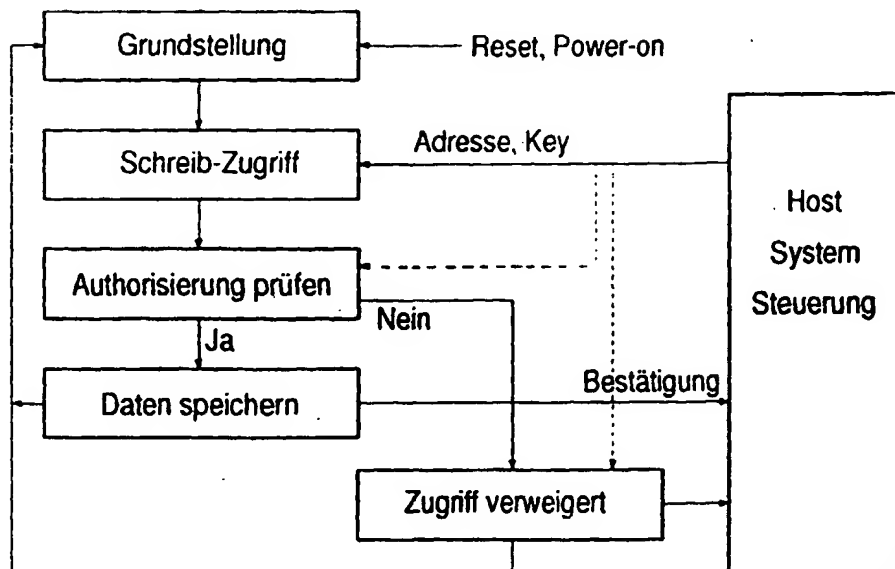 Grundstellung
Reset, Power-on
Schreib-Zugriff
Adresse, Key
Host
System
Steuerung
Authorisierung prüfen
Nein
Ja
Daten speichern
Bestätigung
Zugriff verweigert